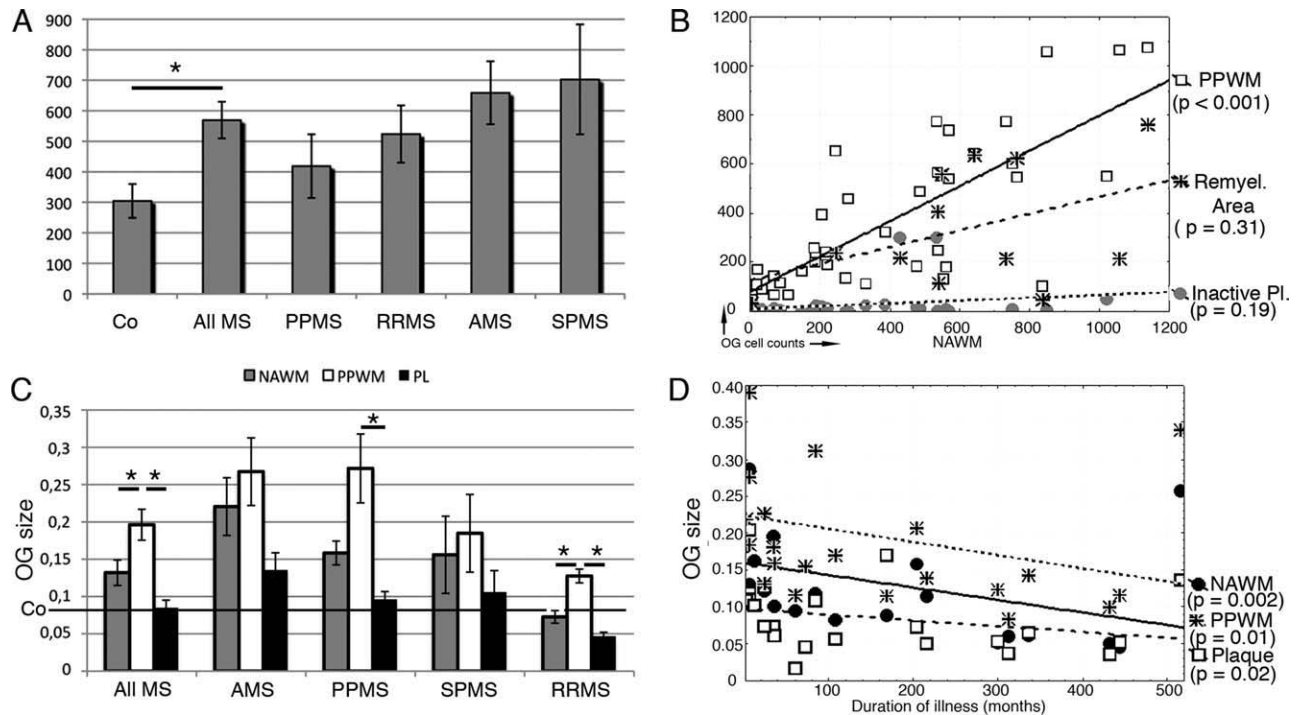 A
900
800
700
600
500
400
300
200
100
0
*
Co All MS PPMS RRMS AMS SPMS
B
1200
1000
800
600
400
200
0
0 200 400 600 800 1000 1200
OG cell counts
NAWM
PPWM
(p < 0.001)
Remyel.
Area
( p = 0.31)
Inactive Pl.
(p = 0.19)
C
NAWM PPWM PL
OG size
0,35
0,3
0,25
0,2
0,15
0,1
Co
0,05
0
* *
*
* *
All MS AMS PPMS SPMS RRMS
D
OG size
0.40
0.35
0.30
0.25
0.20
0.15
0.10
0.05
100 200 300 400 500
Duration of illness (months)
NAWM
(p = 0.002)
PPWM
(p = 0.01)
Plaque
(p = 0.02)